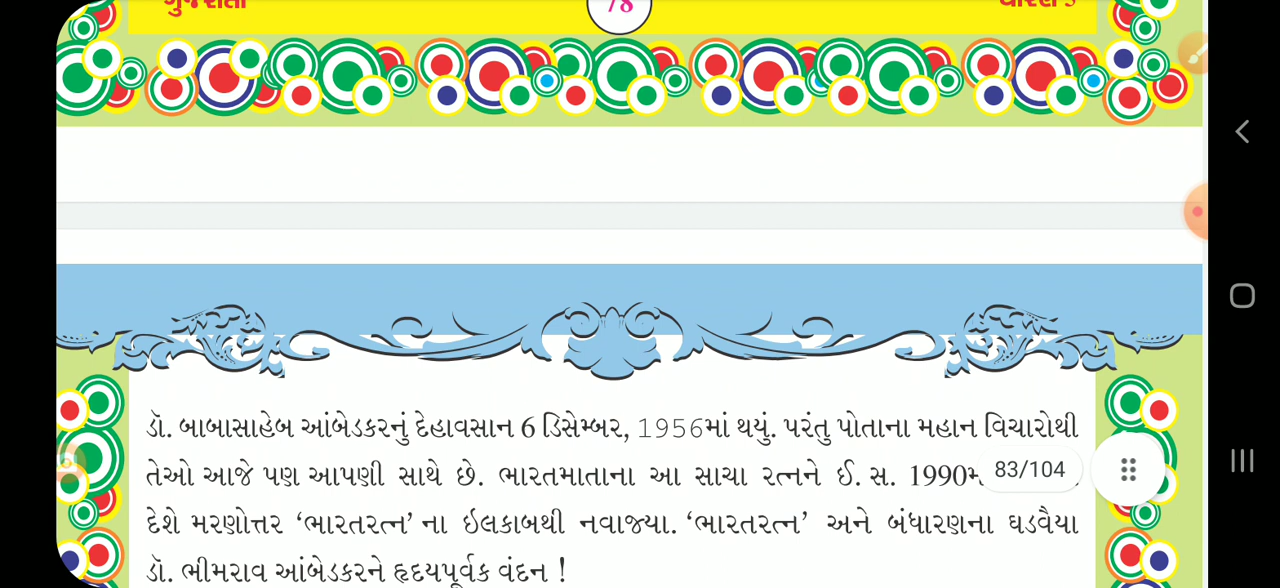 78
ડૉ. બાબાસાહેબ આંબેડકરનું દેહાવસાન 6 ડિસેમ્બર, 1956માં થયું. પરંતુ પોતાના મહાન વિચારોથી
તેઓ આજે પણ આપણી સાથે છે. ભારતમાતાના આ સાચા રત્નને ઈ. સ. 1990
83/104
દેશે મરણોત્તર ‘ભારતરત્ન’ ના ઇલકાબથી નવાજ્યા. ‘ભારતરત્ન’ અને બંધારણના ઘડવૈયા
ડૉ. ભીમરાવ આંબેડકરને હૃદયપૂર્વક વંદન !